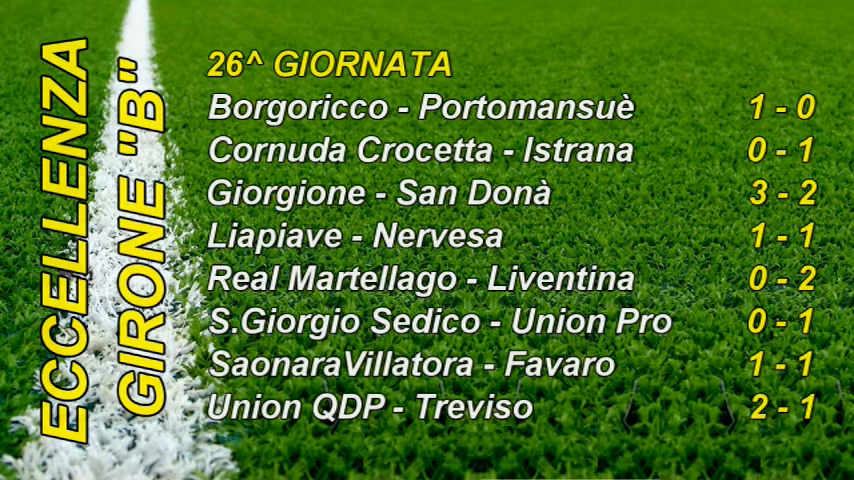 ECCELLENZA
GIRONE "B"
26^ GIORNATA
Borgoricco - Portomansuè 1 - 0
Cornuda Crocetta - Istrana 0 - 1
Giorgione - San Donà 3 - 2
Liapiave - Nervesa 1 - 1
Real Martellago - Liventina 0 - 2
S.Giorgio Sedico - Union Pro 0 - 1
SaonaraVillatora - Favaro 1 - 1
Union QDP - Treviso 2 - 1